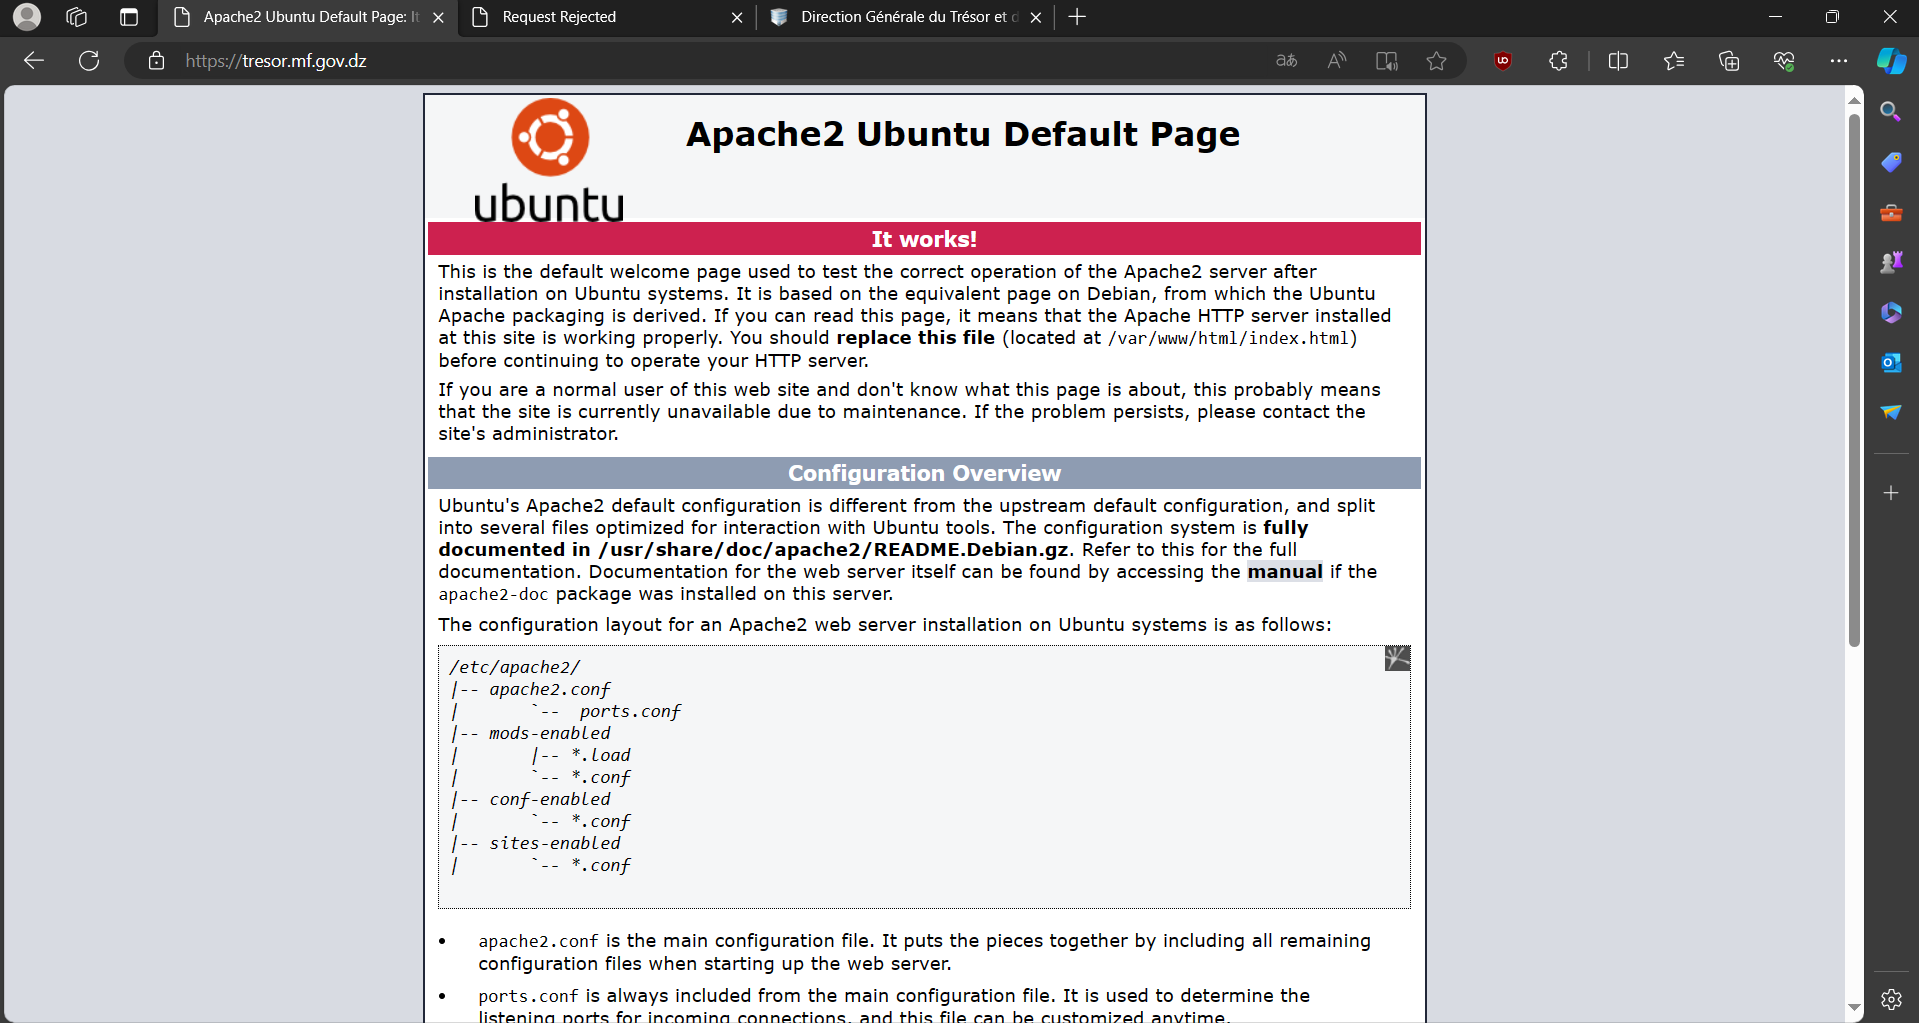 Apache2 Ubuntu Default Page: It
Request Rejected
Direction Générale du Trésor et d
https://tresor.mf.gov.dz
ubuntu
Apache2 Ubuntu Default Page
It works!
This is the default welcome page used to test the correct operation of the Apache2 server after
installation on Ubuntu systems. It is based on the equivalent page on Debian, from which the Ubuntu
Apache packaging is derived. If you can read this page, it means that the Apache HTTP server installed
at this site is working properly. You should replace this file (located at /var/www/html/index.html)
before continuing to operate your HTTP server.
If you are a normal user of this web site and don't know what this page is about, this probably means
that the site is currently unavailable due to maintenance. If the problem persists, please contact the
site's administrator.
Configuration Overview
Ubuntu's Apache2 default configuration is different from the upstream default configuration, and split
into several files optimized for interaction with Ubuntu tools. The configuration system is fully
documented in /usr/share/doc/apache2/README.Debian.gz. Refer to this for the full
documentation. Documentation for the web server itself can be found by accessing the manual if the
apache2-doc package was installed on this server.
The configuration layout for an Apache2 web server installation on Ubuntu systems is as follows:
/etc/apache2/
|-- apache2.conf
|       `--  ports.conf
|-- mods-enabled
|       |-- *.load
|       `-- *.conf
|-- conf-enabled
|       `-- *.conf
|-- sites-enabled
|       `-- *.conf
• apache2.conf is the main configuration file. It puts the pieces together by including all remaining
configuration files when starting up the web server.
• ports.conf is always included from the main configuration file. It is used to determine the
listening ports for incoming connections, and this file can be customized anytime.